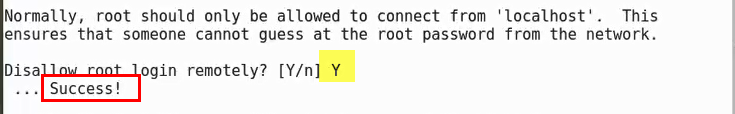 Normally, root should only be allowed to connect from 'localhost'.  This
ensures that someone cannot guess at the root password from the network.
Disallow root login remotely? [Y/n] Y
 ... Success!